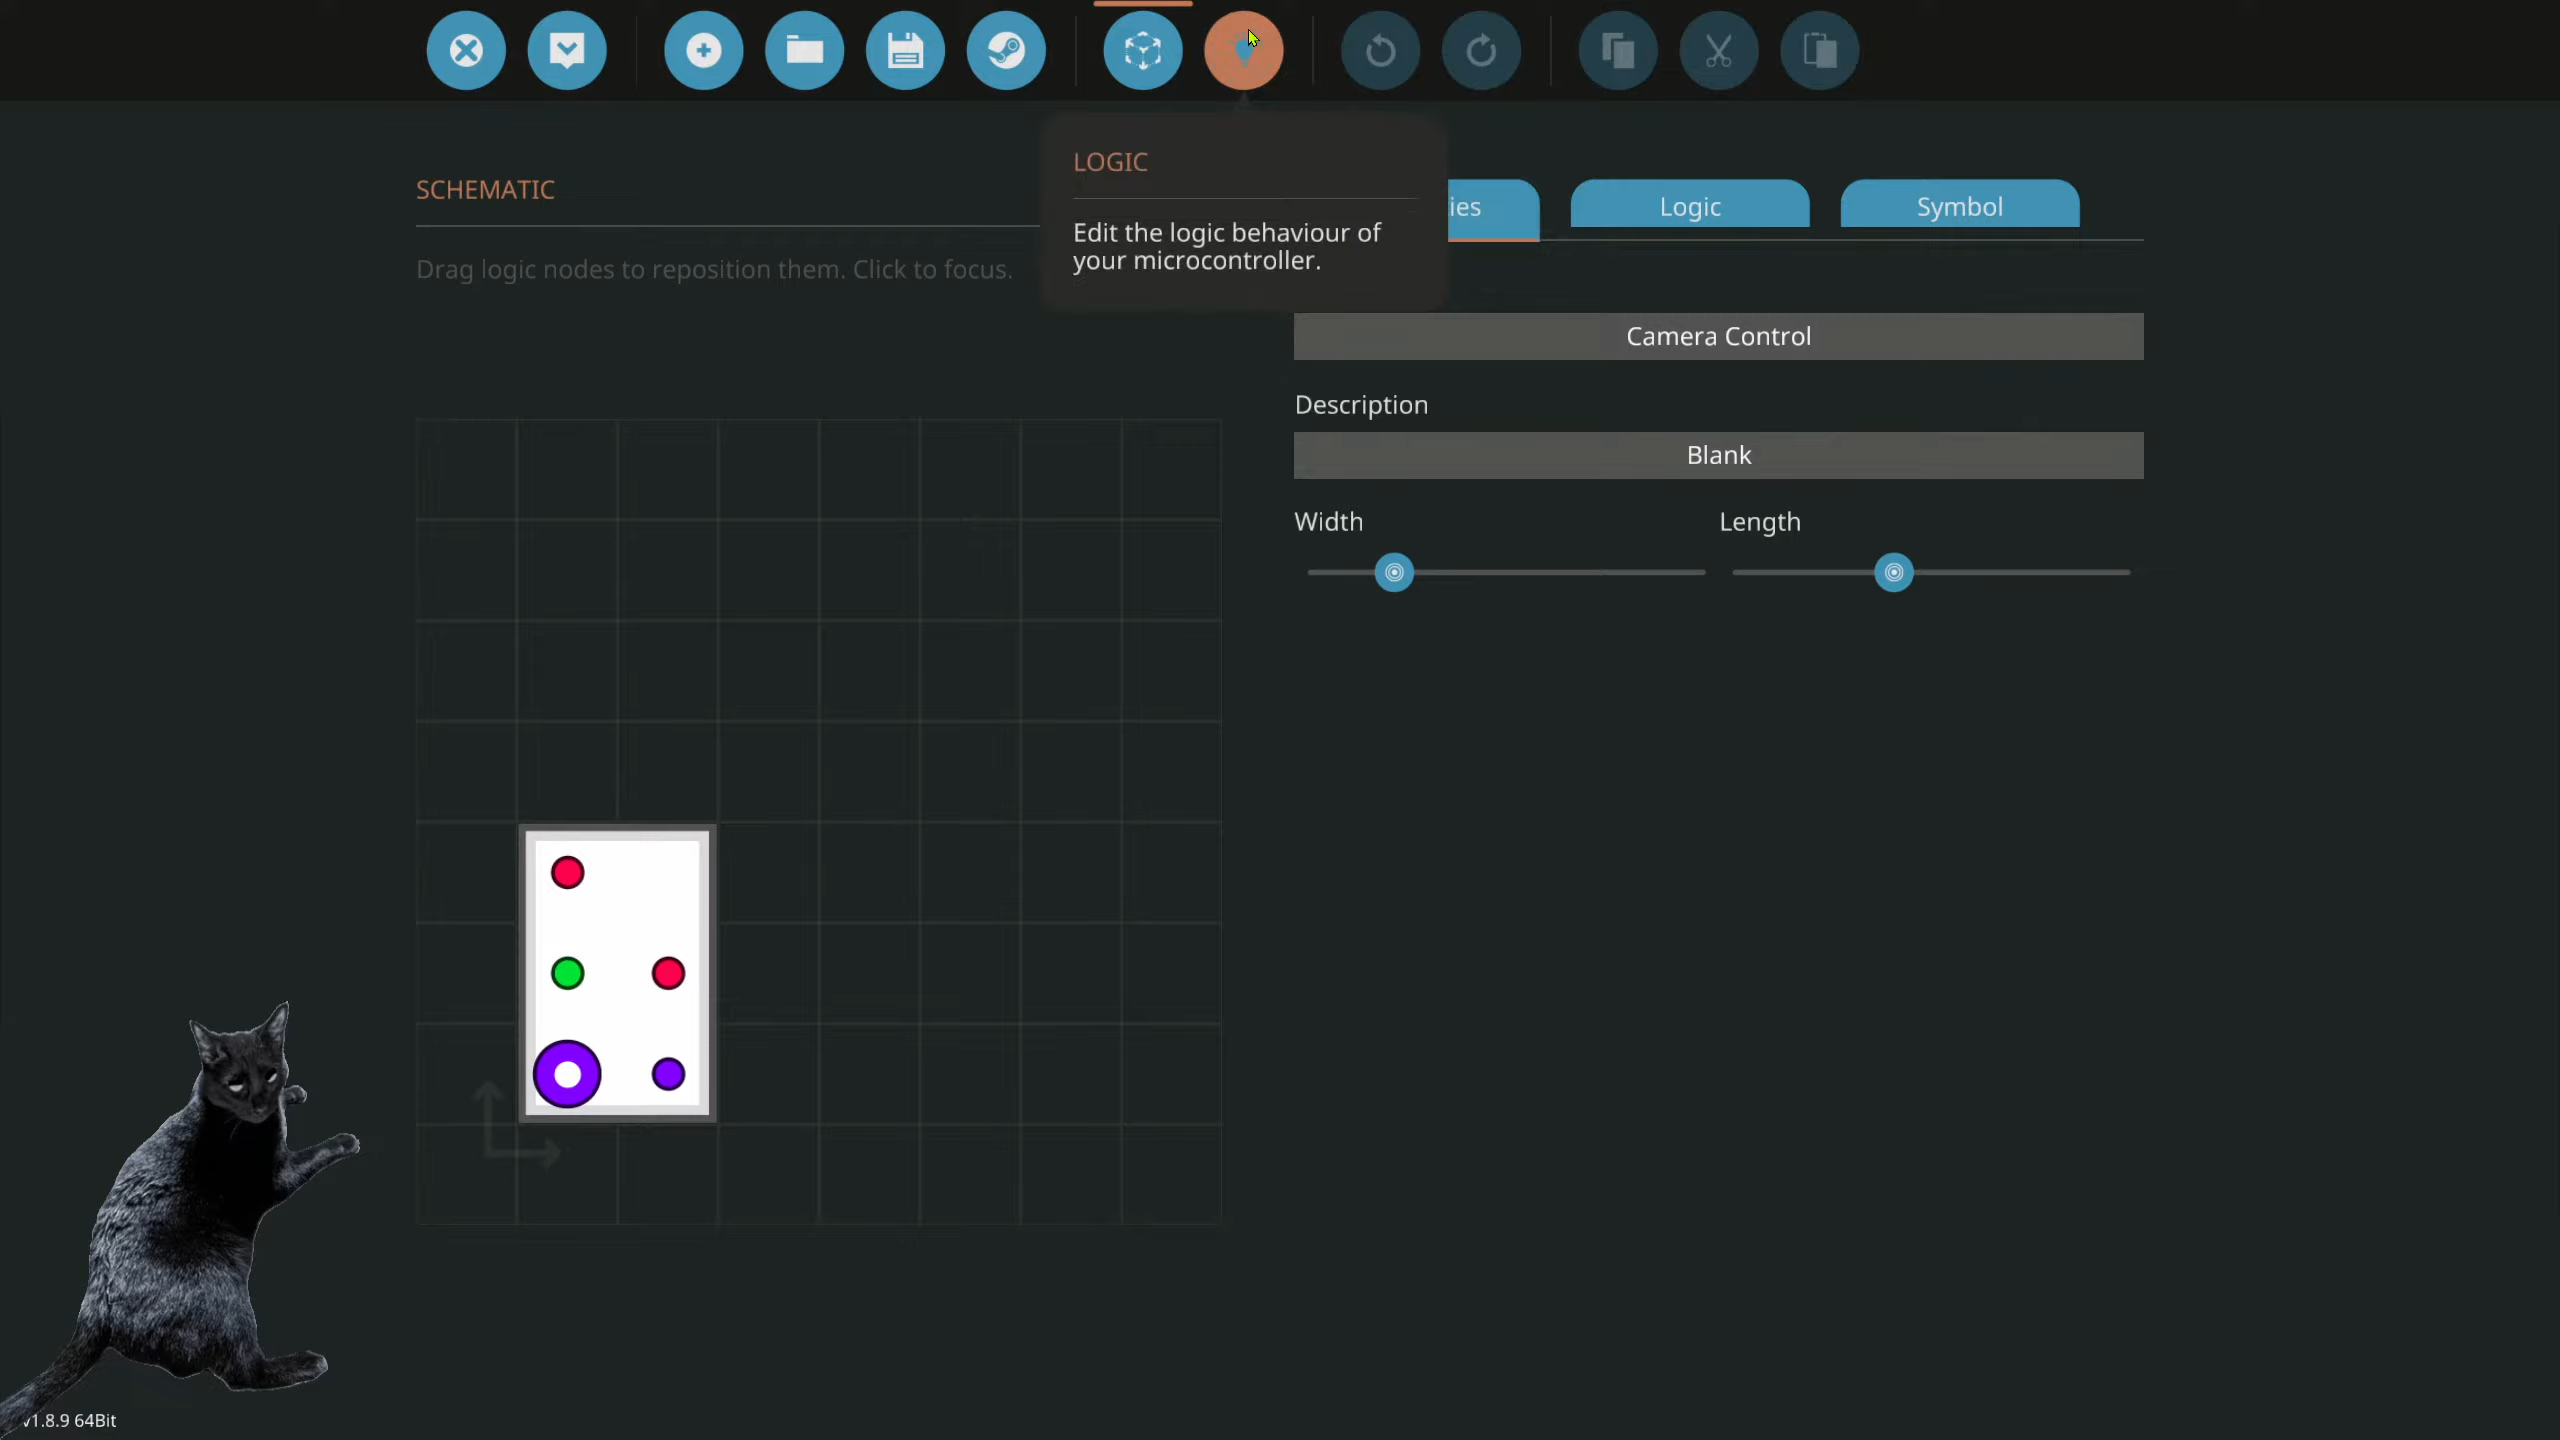 LOGIC
Edit the logic behaviour of
your microcontroller.
SCHEMATIC
Drag logic nodes to reposition them. Click to focus.
ies
Logic
Symbol
Camera Control
Description
Blank
Width
Length
v1.8.9 64Bit